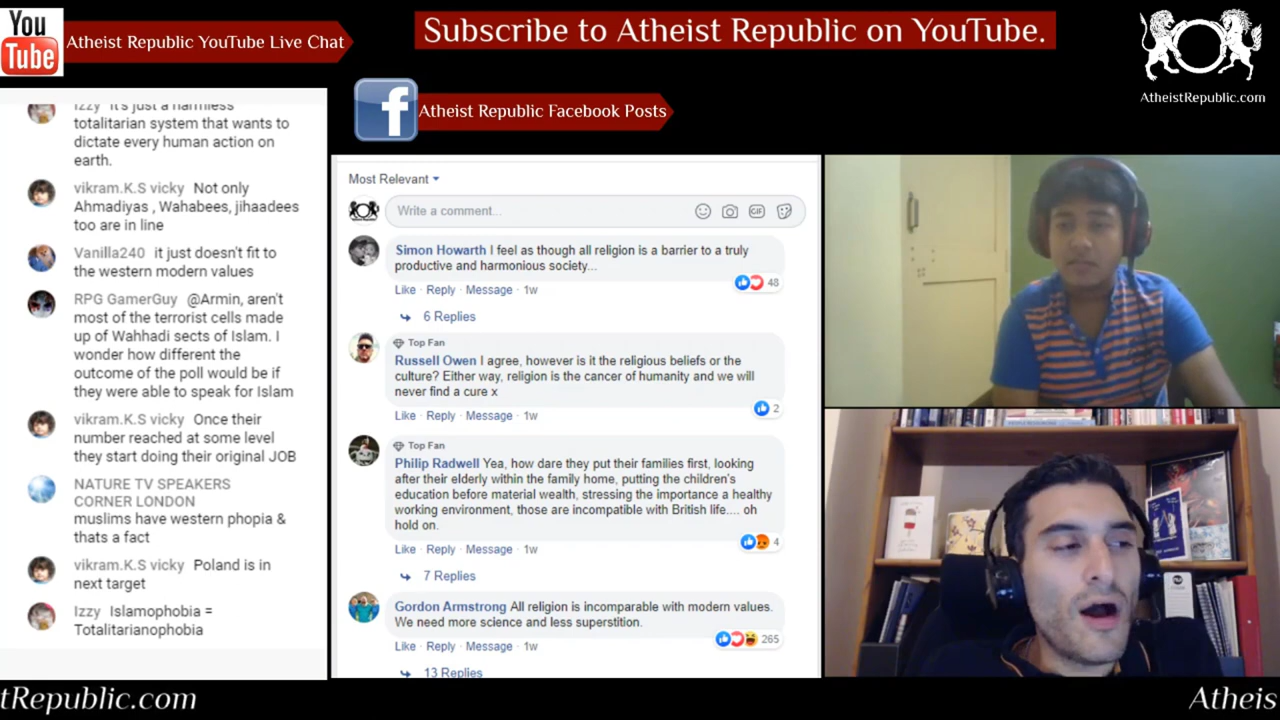 You
Tube
Atheist Republic YouTube Live Chat
Subscribe to Atheist Republic on YouTube.
AtheistRepublic.com
f
Atheist Republic Facebook Posts
Izzy it's just a harmless
totalitarian system that wants to
dictate every human action on
earth.
vikram.K.S vicky Not only
Ahmadiyas , Wahabees, jihaadees
too are in line
Vanilla240 it just doesn't fit to
the western modern values
RPG GamerGuy @Armin, aren't
most of the terrorist cells made
up of Wahhadi sects of Islam. I
wonder how different the
outcome of the poll would be if
they were able to speak for Islam
vikram.K.S vicky Once their
number reached at some level
they start doing their original JOB
NATURE TV SPEAKERS
CORNER LONDON
muslims have western phopia &
thats a fact
vikram.K.S vicky Poland is in
next target
Izzy Islamophobia =
Totalitarianophobia
Most Relevant
Write a comment...
GIF
Simon Howarth I feel as though all religion is a barrier to a truly
productive and harmonious society...
48
Like · Reply · Message · 1w
6 Replies
Top Fan
Russell Owen I agree, however is it the religious beliefs or the
culture? Either way, religion is the cancer of humanity and we will
never find a cure x
2
Like · Reply · Message · 1w
Top Fan
Philip Radwell Yea, how dare they put their families first, looking
after their elderly within the family home, putting the children's
education before material wealth, stressing the importance a healthy
working environment, those are incompatible with British life.... oh
hold on.
4
Like · Reply · Message · 1w
7 Replies
Gordon Armstrong All religion is incomparable with modern values.
We need more science and less superstition.
265
Like · Reply · Message · 1w
13 Replies
tRepublic.com
Atheis